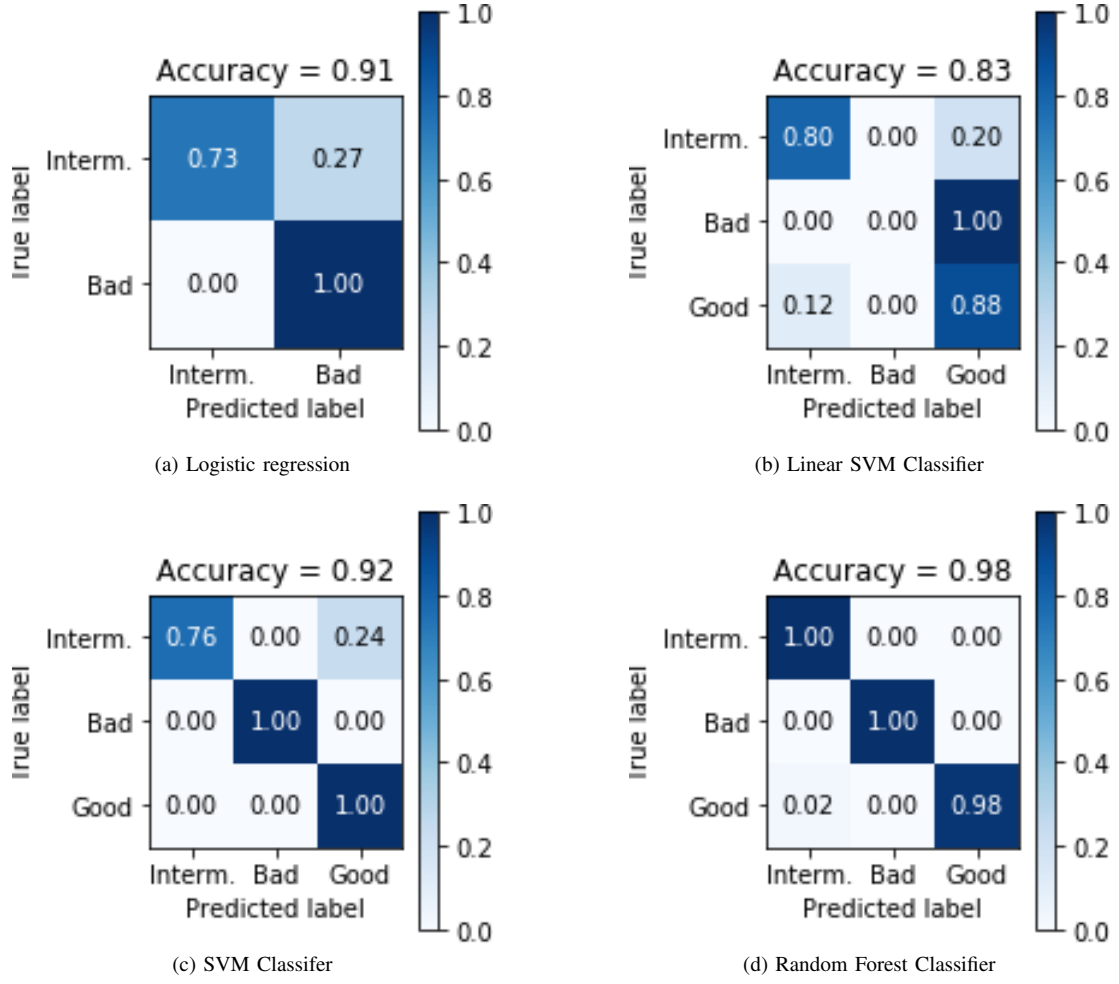 Accuracy = 0.91
1.0
0.8
0.6
0.4
0.2
0.0
True label
Interm.
0.73 0.27
Bad
0.00 1.00
Interm. Bad
Predicted label
(a) Logistic regression
Accuracy = 0.83
1.0
0.8
0.6
0.4
0.2
0.0
True label
Interm.
0.80 0.00 0.20
Bad
0.00 0.00 1.00
Good
0.12 0.00 0.88
Interm. Bad Good
Predicted label
(b) Linear SVM Classifier
Accuracy = 0.92
1.0
0.8
0.6
0.4
0.2
0.0
True label
Interm.
0.76 0.00 0.24
Bad
0.00 1.00 0.00
Good
0.00 0.00 1.00
Interm. Bad Good
Predicted label
(c) SVM Classifer
Accuracy = 0.98
1.0
0.8
0.6
0.4
0.2
0.0
True label
Interm.
1.00 0.00 0.00
Bad
0.00 1.00 0.00
Good
0.02 0.00 0.98
Interm. Bad Good
Predicted label
(d) Random Forest Classifier